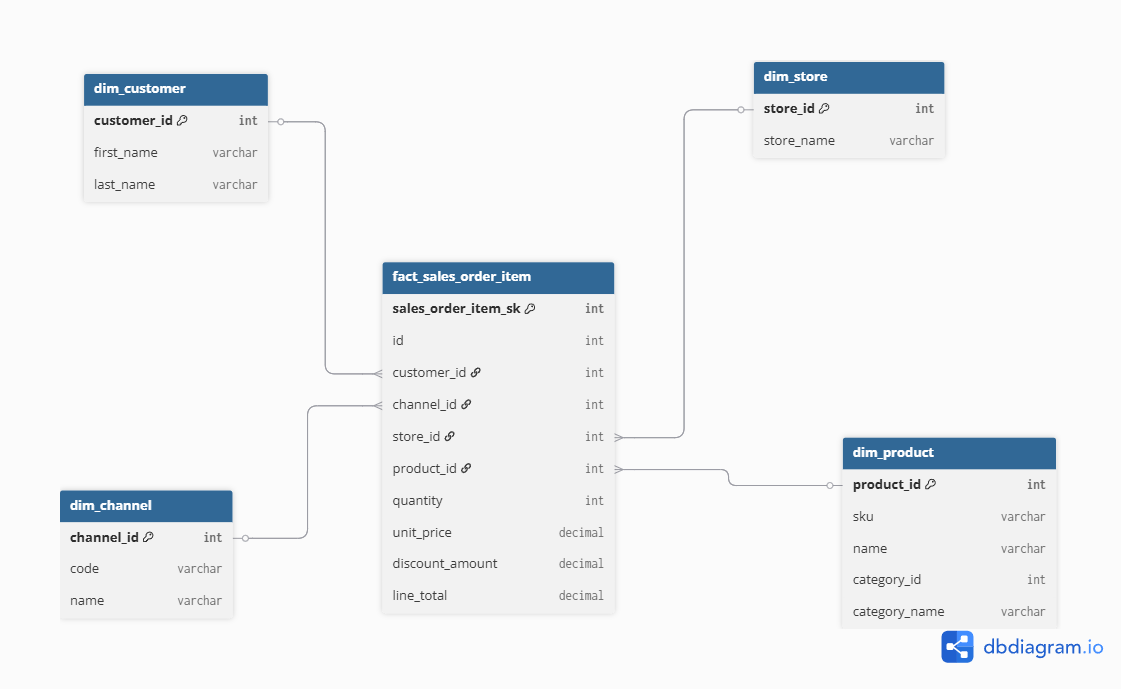 dim_customer
customer_id int
first_name varchar
last_name varchar
dim_store
store_id int
store_name varchar
fact_sales_order_item
sales_order_item_sk int
id int
customer_id int
channel_id int
store_id int
product_id int
quantity int
unit_price decimal
discount_amount decimal
line_total decimal
dim_channel
channel_id int
code varchar
name varchar
dim_product
product_id int
sku varchar
name varchar
category_id int
category_name varchar
dbdiagram.io